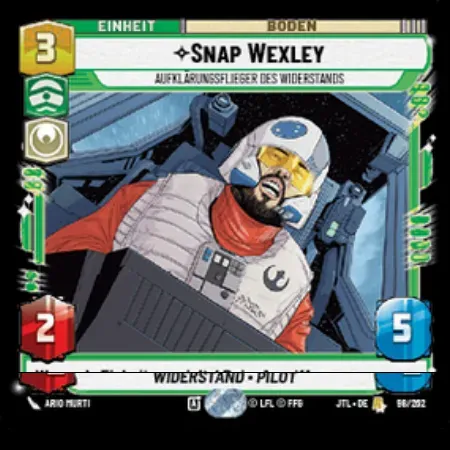 EINHEIT BODEN
3
✧SNAP WEXLEY
AUFKLÄRUNGSFLIEGER DES WIDERSTANDS
2
5
WIDERSTAND • PILOT
ARIO MURTI
A
© LFL © FFG
JTL • DE
98/262